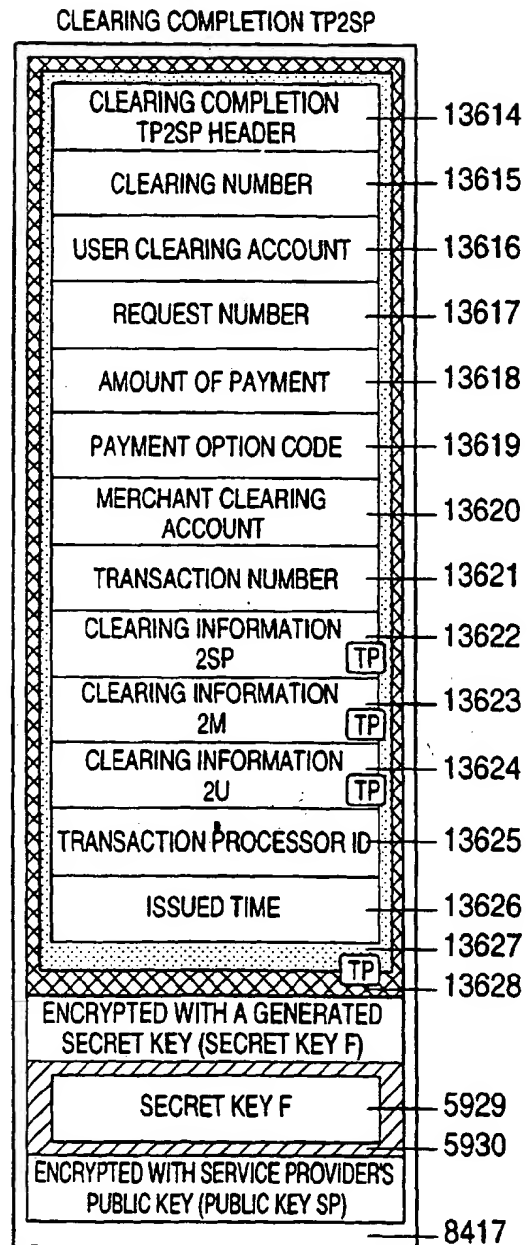 CLEARING COMPLETION TP2SP
CLEARING COMPLETION
TP2SP HEADER
13614
CLEARING NUMBER
13615
USER CLEARING ACCOUNT
13616
REQUEST NUMBER
13617
AMOUNT OF PAYMENT
13618
PAYMENT OPTION CODE
13619
MERCHANT CLEARING
ACCOUNT
13620
TRANSACTION NUMBER
13621
CLEARING INFORMATION
2SP
TP
13622
CLEARING INFORMATION
2M
TP
13623
CLEARING INFORMATION
2U
TP
13624
TRANSACTION PROCESSOR ID
13625
ISSUED TIME
13626
13627
TP
13628
ENCRYPTED WITH A GENERATED
SECRET KEY (SECRET KEY F)
SECRET KEY F
5929
5930
ENCRYPTED WITH SERVICE PROVIDER'S
PUBLIC KEY (PUBLIC KEY SP)
8417